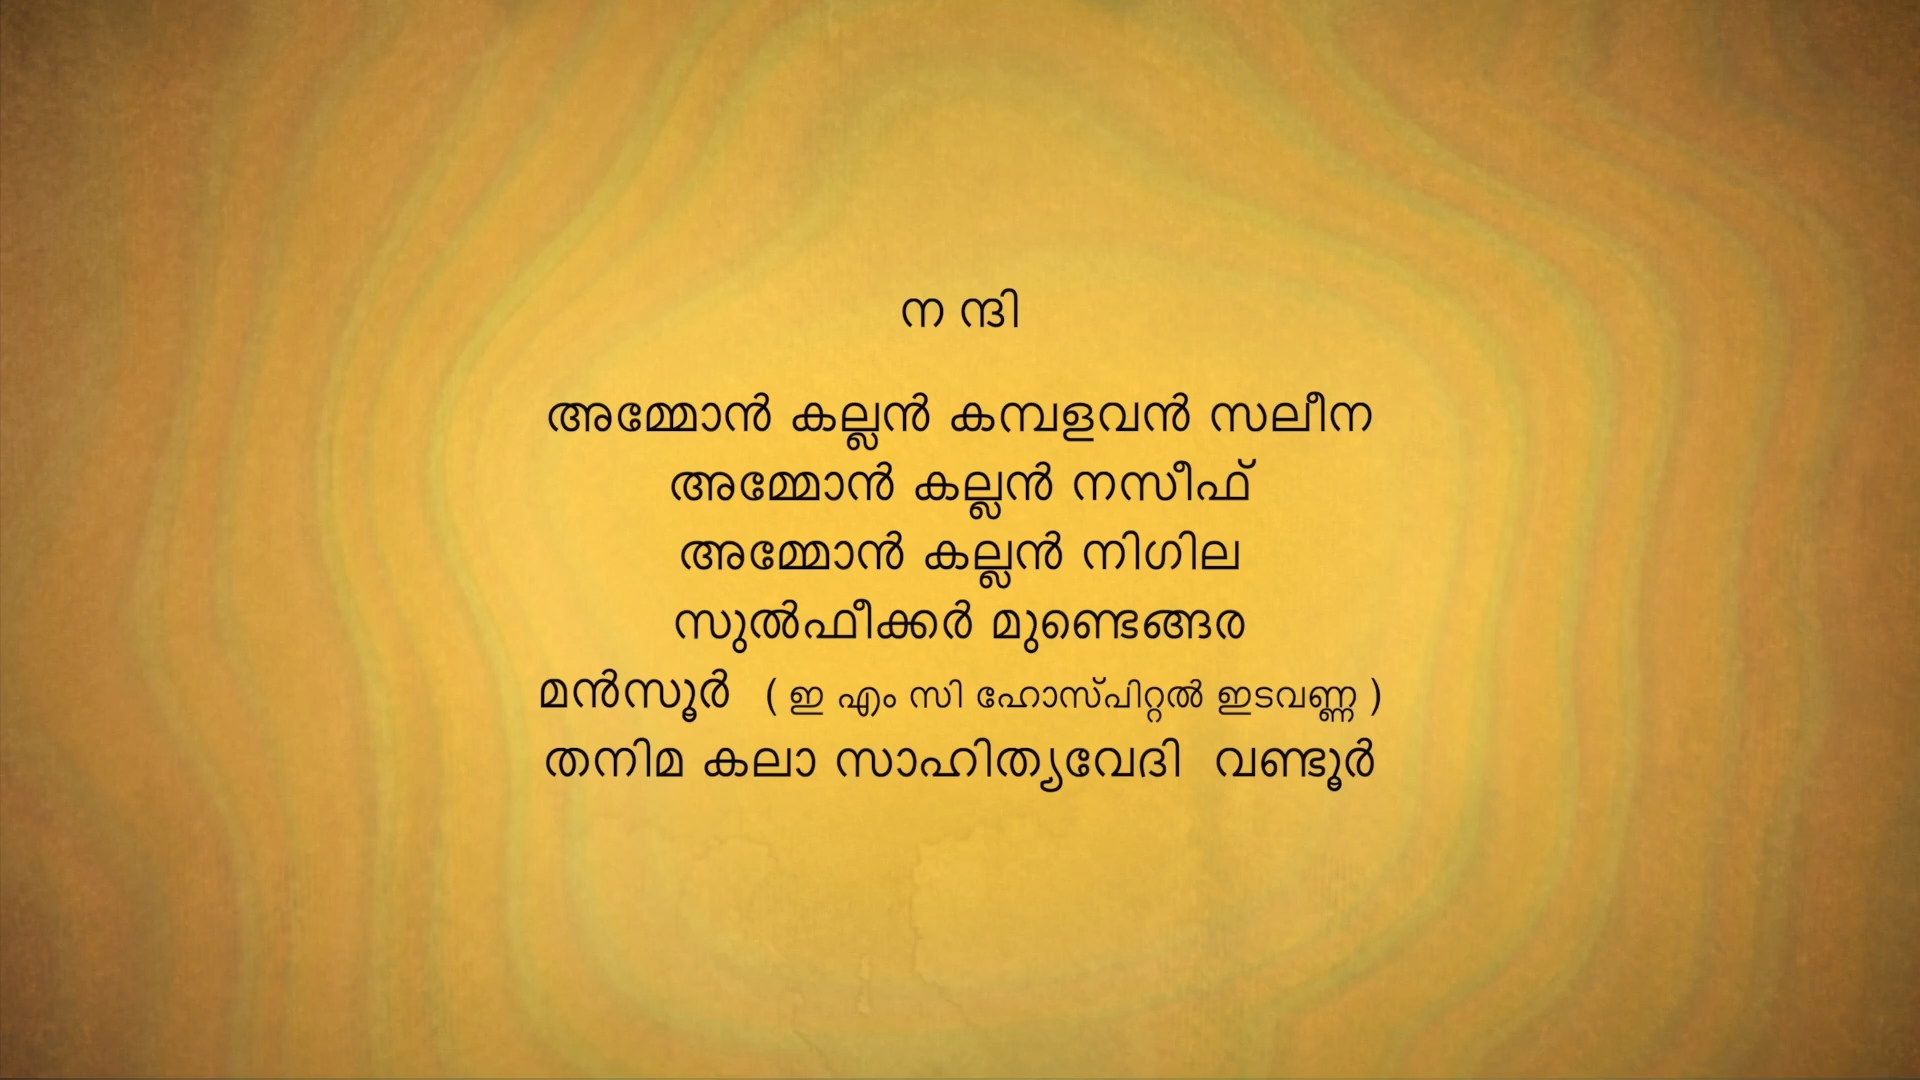 ന ന്ദി
അമ്മോൻ കല്ലൻ കമ്പളവൻ സലീന
അമ്മോൻ കല്ലൻ നസീഫ്
അമ്മോൻ കല്ലൻ നിഗില
സുൽഫീക്കർ മുണ്ടെങ്ങര
മൻസൂർ ( ഇ എം സി ഹോസ്പിറ്റൽ ഇടവണ്ണ )
തനിമ കലാ സാഹിത്യവേദി വണ്ടൂർ